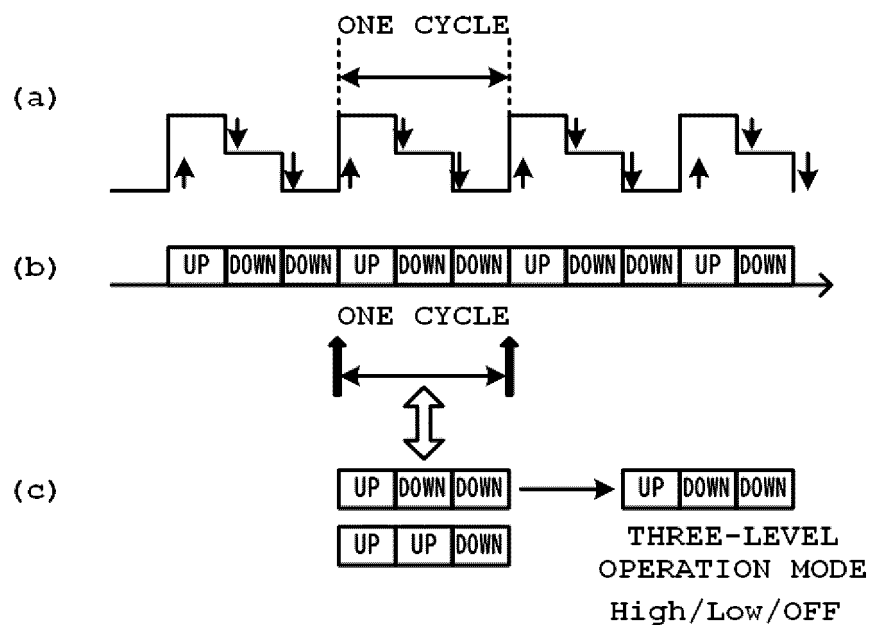 ONE CYCLE
(a)
(b) UP DOWN DOWN UP DOWN DOWN UP DOWN DOWN UP DOWN
ONE CYCLE
(c) UP DOWN DOWN UP DOWN DOWN
UP UP DOWN THREE-LEVEL
OPERATION MODE
High/Low/OFF